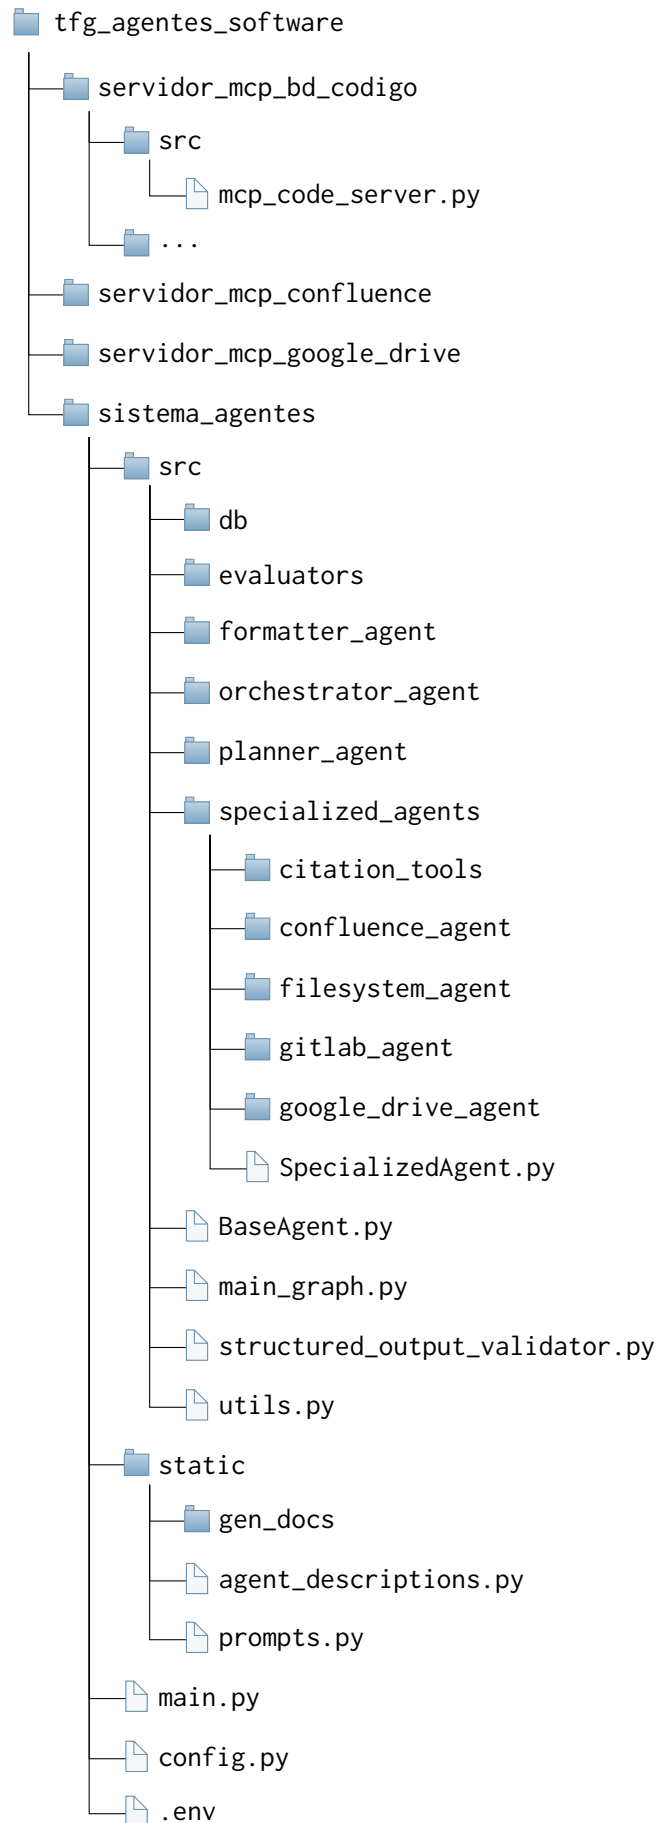 tfg_agentes_software
servidor_mcp_bd_codigo
src
mcp_code_server.py
...
servidor_mcp_confluence
servidor_mcp_google_drive
sistema_agentes
src
db
evaluators
formatter_agent
orchestrator_agent
planner_agent
specialized_agents
citation_tools
confluence_agent
filesystem_agent
gitlab_agent
google_drive_agent
SpecializedAgent.py
BaseAgent.py
main_graph.py
structured_output_validator.py
utils.py
static
gen_docs
agent_descriptions.py
prompts.py
main.py
config.py
.env